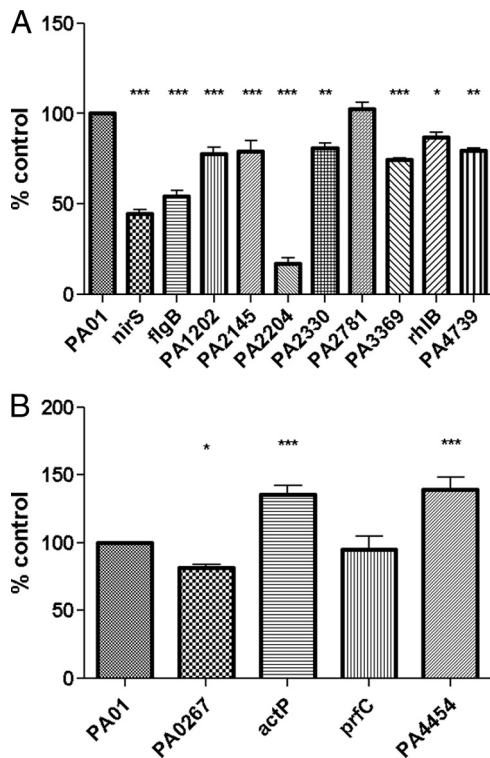 A
150
*** *** *** *** *** ** *** * **
100
% control
50
0
PA01 nirS flgB PA1202 PA2145 PA2204 PA2330 PA2781 PA3369 rhlB PA4739
B
200
* *** ***
150
% control
100
50
0
PA01 PA0267 actP prfC PA4454